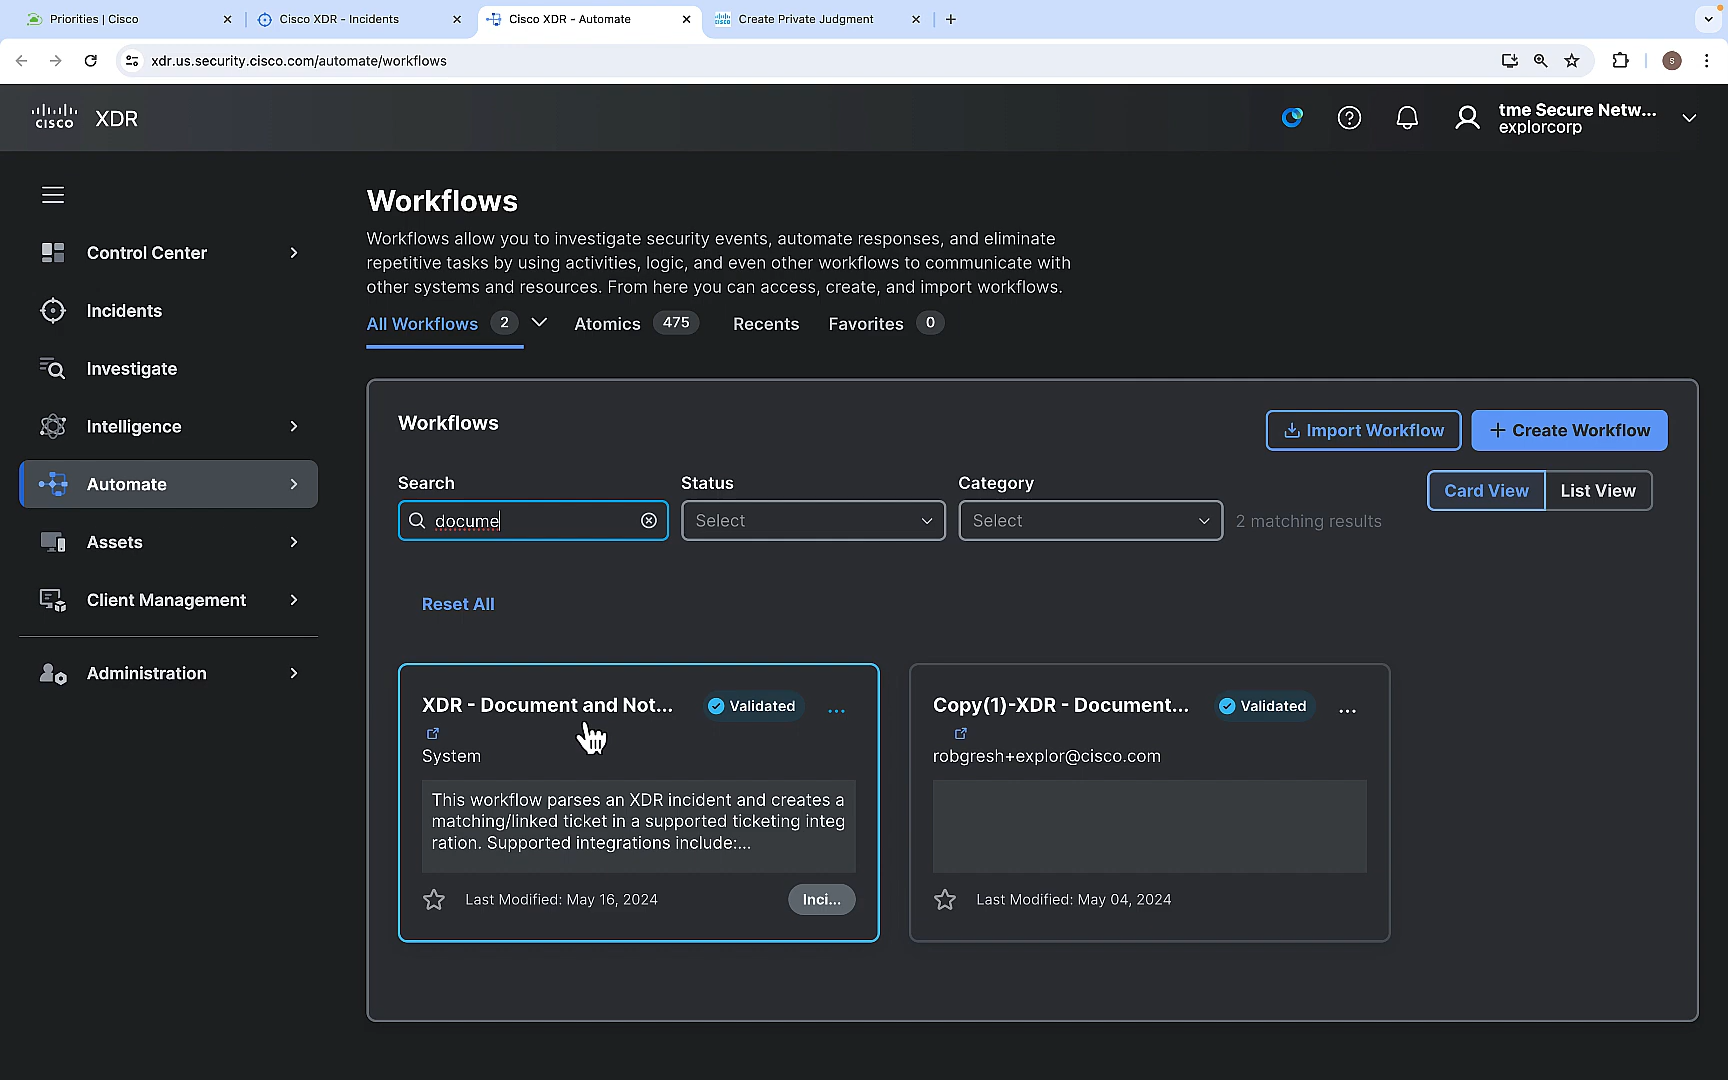 Priorities | Cisco
Cisco XDR - Incidents
Cisco XDR - Automate
Create Private Judgment
xdr.us.security.cisco.com/automate/workflows
S
cisco
XDR
tme Secure Netw...
explorcorp
Control Center
Incidents
Investigate
Intelligence
Automate
Assets
Client Management
Administration
Workflows
Workflows allow you to investigate security events, automate responses, and eliminate
repetitive tasks by using activities, logic, and even other workflows to communicate with
other systems and resources. From here you can access, create, and import workflows.
All Workflows 2 Atomics 475 Recents Favorites 0
Workflows
Import Workflow
+ Create Workflow
Search
Status
Category
docume
Select
Select
2 matching results
Card View
List View
Reset All
XDR - Document and Not...
Validated
...
System
This workflow parses an XDR incident and creates a
matching/linked ticket in a supported ticketing integ
ration. Supported integrations include:...
Last Modified: May 16, 2024
Inci...
Copy(1)-XDR - Document...
Validated
...
robgresh+explor@cisco.com
Last Modified: May 04, 2024